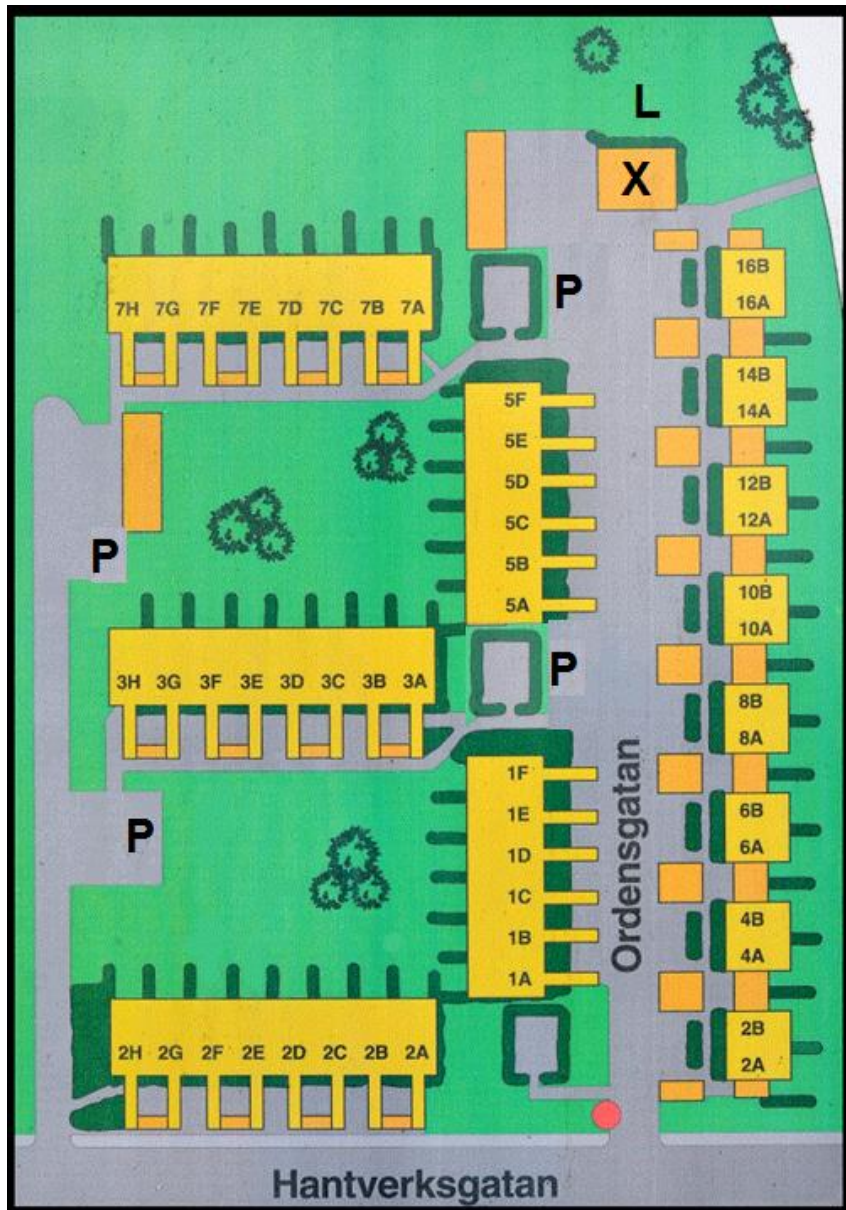 L
X
16B
16A
P
7H 7G 7F 7E 7D 7C 7B 7A
14B
14A
5F
5E
5D
5C
5B
5A
12B
12A
P
10B
10A
P
3H 3G 3F 3E 3D 3C 3B 3A
8B
8A
Ordensgatan
1F
1E
1D
1C
1B
1A
6B
6A
P
4B
4A
2B
2A
2H 2G 2F 2E 2D 2C 2B 2A
Hantverksgatan